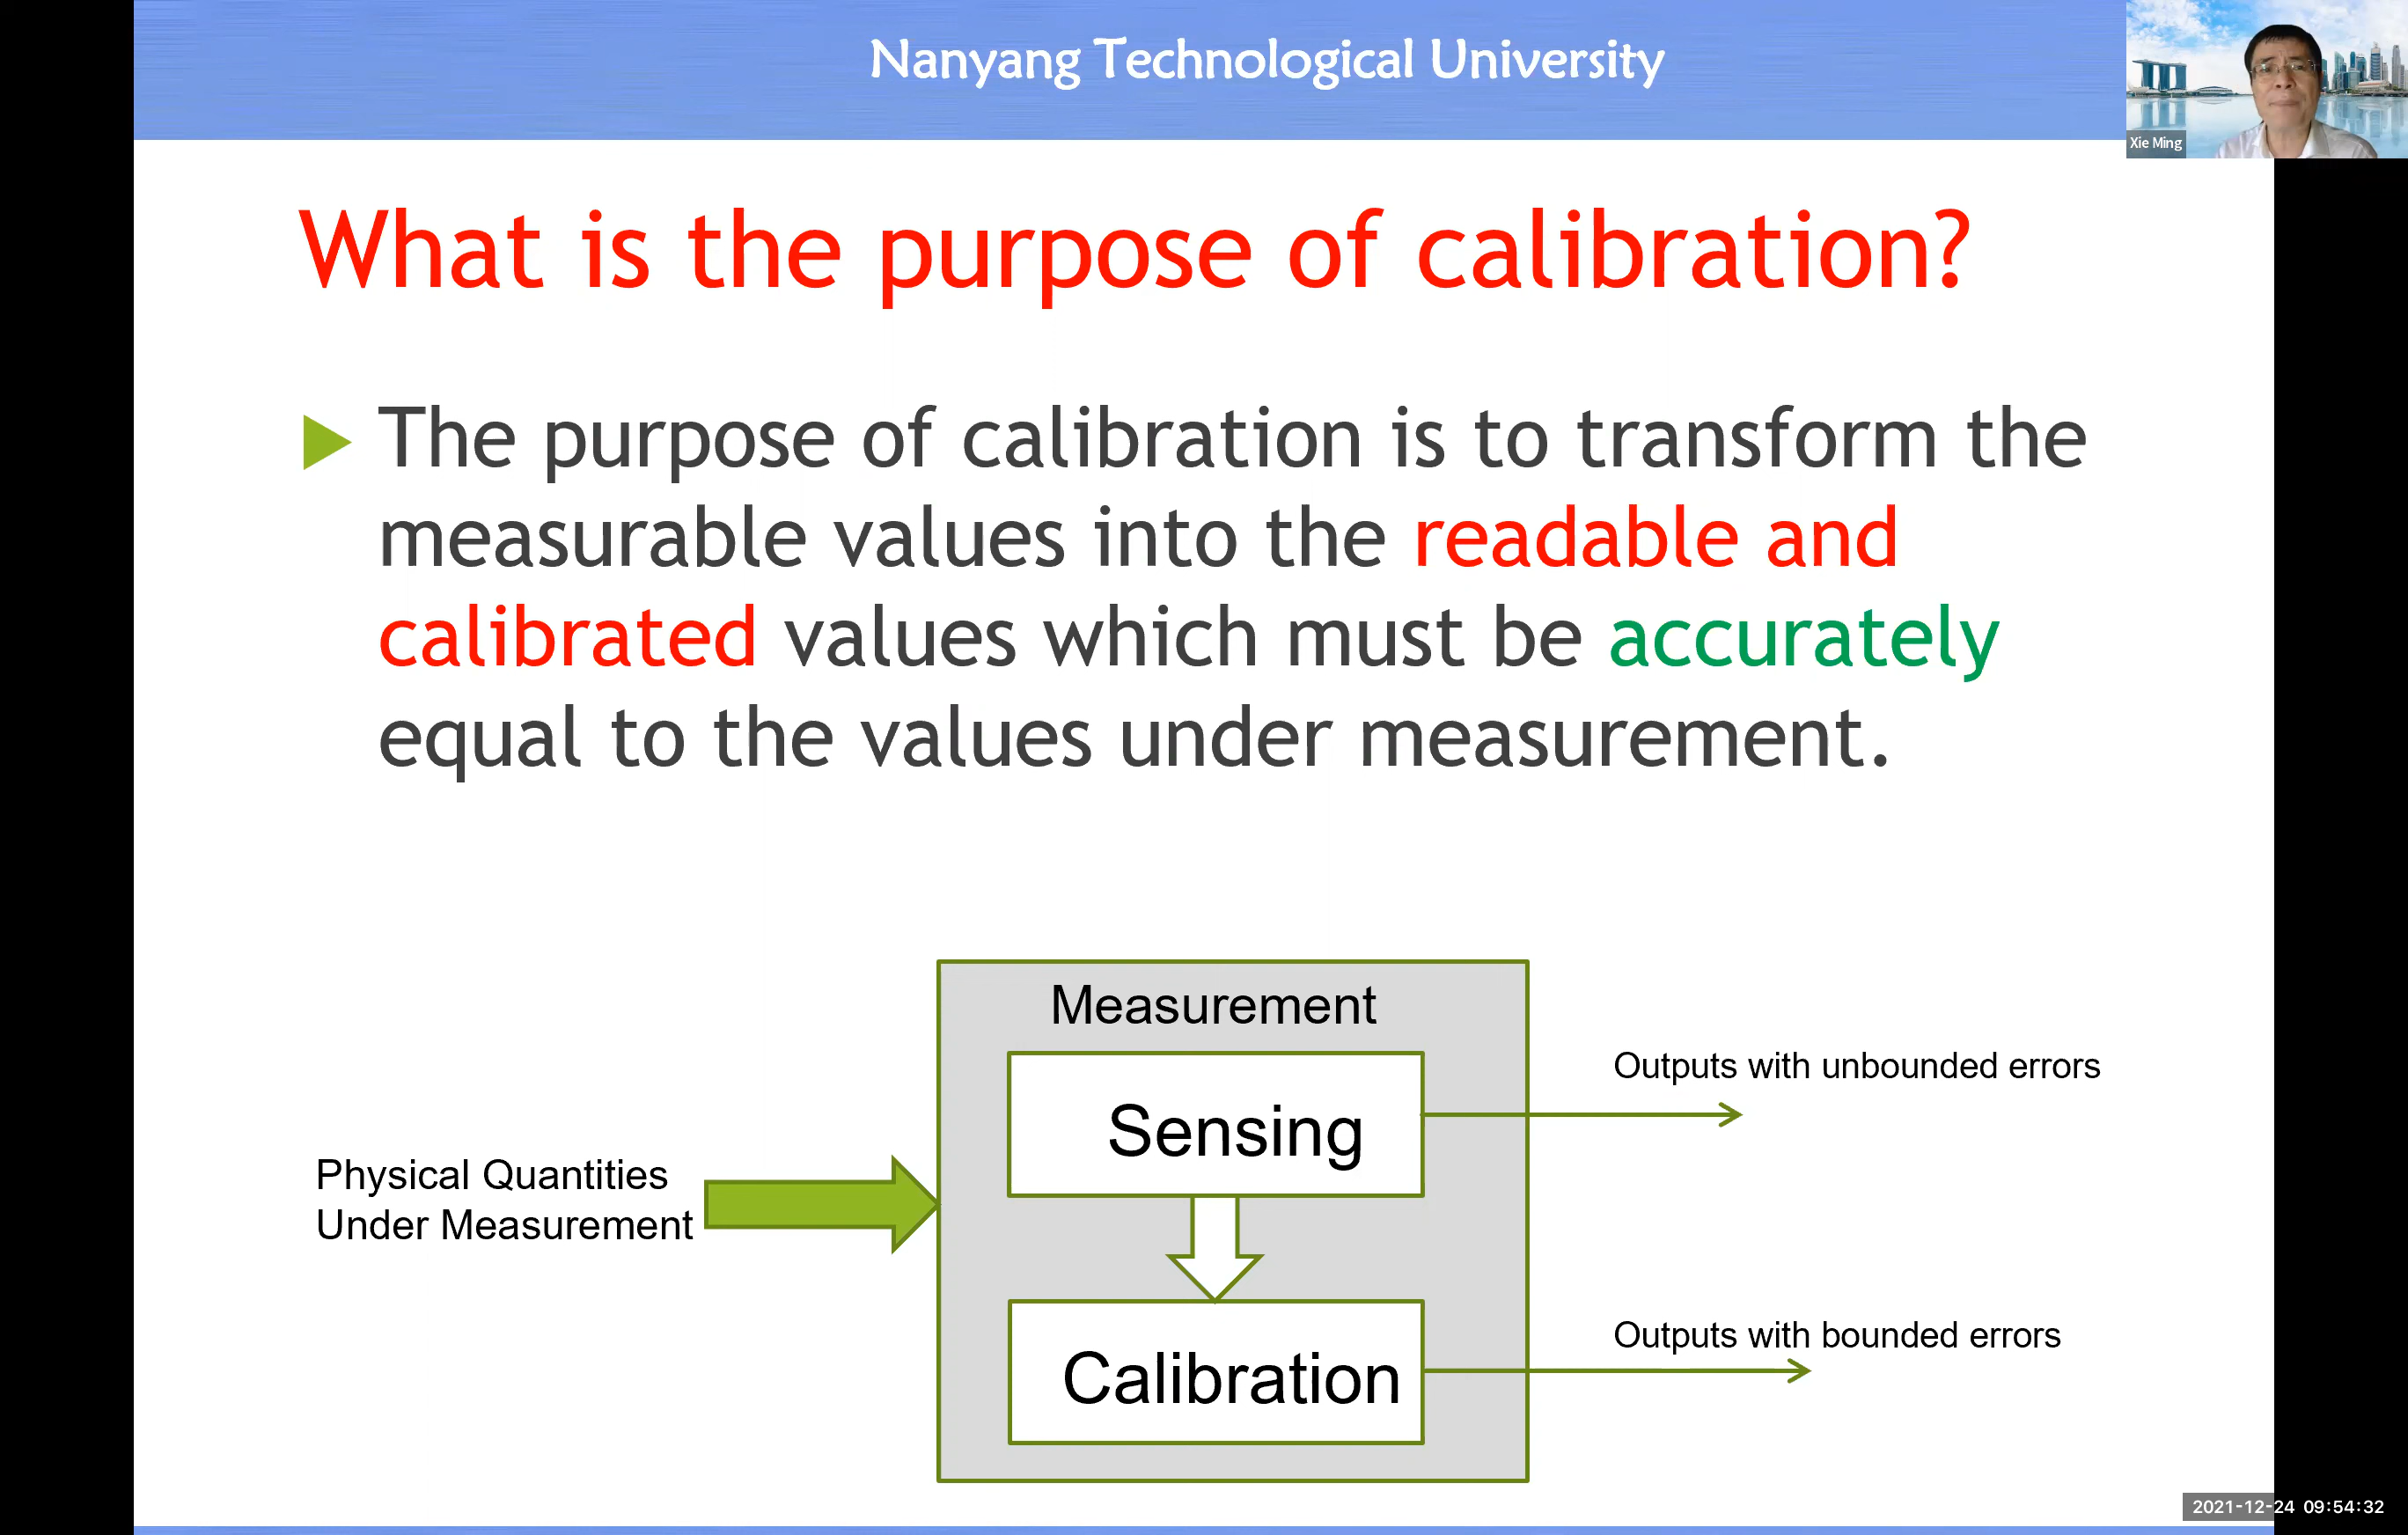 Nanyang Technological University
Xie Ming
What is the purpose of calibration?
The purpose of calibration is to transform the
measurable values into the readable and
calibrated values which must be accurately
equal to the values under measurement.
Measurement
Sensing
Outputs with unbounded errors
Physical Quantities
Under Measurement
Calibration
Outputs with bounded errors
2021-12-24 09:54:32